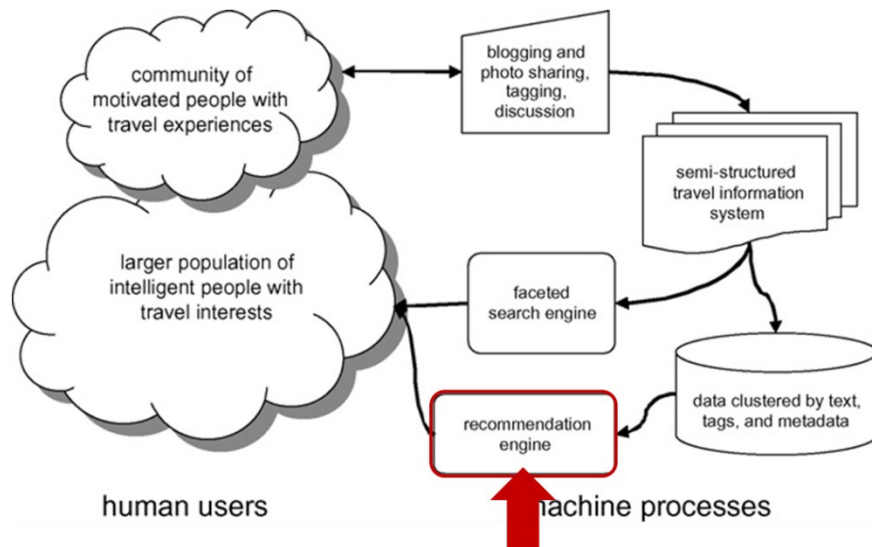 community of
motivated people with
travel experiences
blogging and
photo sharing,
tagging,
discussion
semi-structured
travel information
system
larger population of
intelligent people with
travel interests
faceted
search engine
data clustered by text,
tags, and metadata
recommendation
engine
human users
achine processes